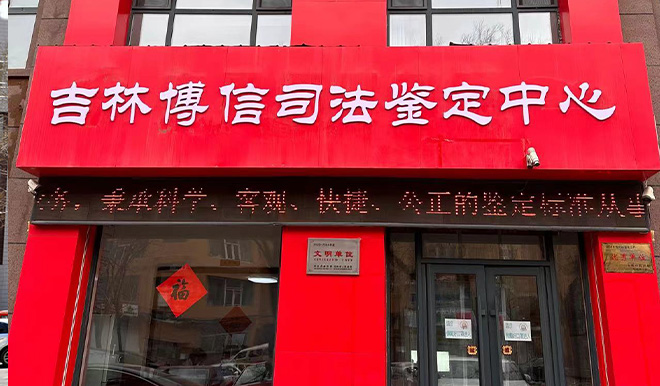 吉林博信司法鉴定中心
务，秉承科学、客观、快捷、公正的鉴定标准从事
文明单位
福